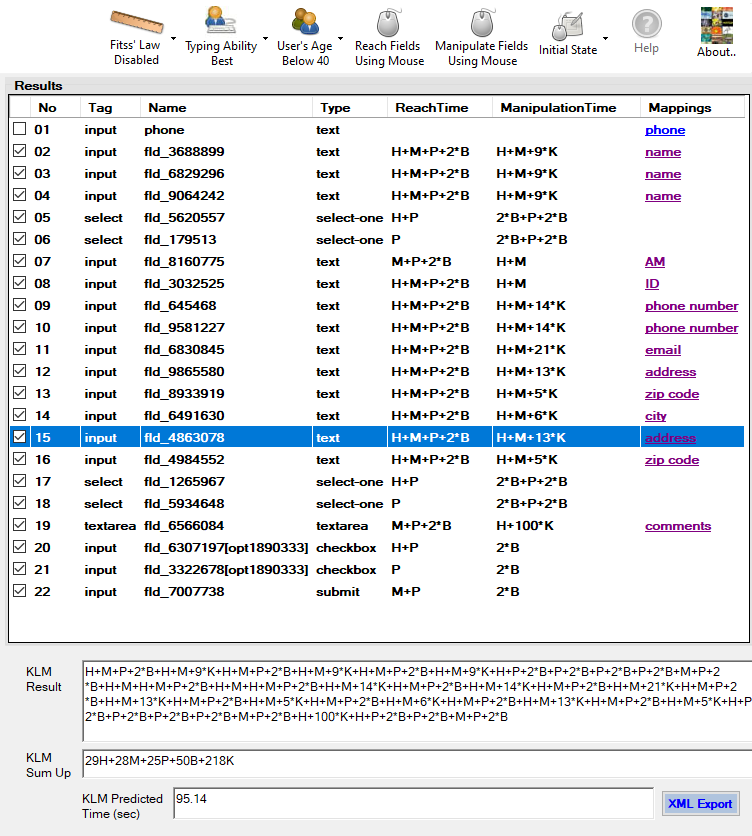 Fitss' Law Disabled
Typing Ability Best
User's Age Below 40
Reach Fields Using Mouse
Manipulate Fields Using Mouse
Initial State
Help
About..
Results
No Tag Name Type ReachTime ManipulationTime Mappings
01 input phone text phone
02 input fld_3688899 text H+M+P+2*B H+M+9*K name
03 input fld_6829296 text H+M+P+2*B H+M+9*K name
04 input fld_9064242 text H+M+P+2*B H+M+9*K name
05 select fld_5620557 select-one H+P 2*B+P+2*B
06 select fld_179513 select-one P 2*B+P+2*B
07 input fld_8160775 text M+P+2*B H+M AM
08 input fld_3032525 text H+M+P+2*B H+M ID
09 input fld_645468 text H+M+P+2*B H+M+14*K phone number
10 input fld_9581227 text H+M+P+2*B H+M+14*K phone number
11 input fld_6830845 text H+M+P+2*B H+M+21*K email
12 input fld_9865580 text H+M+P+2*B H+M+13*K address
13 input fld_8933919 text H+M+P+2*B H+M+5*K zip code
14 input fld_6491630 text H+M+P+2*B H+M+6*K city
15 input fld_4863078 text H+M+P+2*B H+M+13*K address
16 input fld_4984552 text H+M+P+2*B H+M+5*K zip code
17 select fld_1265967 select-one H+P 2*B+P+2*B
18 select fld_5934648 select-one P 2*B+P+2*B
19 textarea fld_6566084 textarea M+P+2*B H+100*K comments
20 input fld_6307197[opt1890333] checkbox H+P 2*B
21 input fld_3322678[opt1890333] checkbox P 2*B
22 input fld_7007738 submit M+P 2*B
KLM Result
H+M+P+2*B+H+M+9*K+H+M+P+2*B+H+M+9*K+H+M+P+2*B+H+M+9*K+H+P+2*B+P+2*B+P+2*B+P+2*B+M+P+2
*B+H+M+H+M+P+2*B+H+M+H+M+P+2*B+H+M+14*K+H+M+P+2*B+H+M+14*K+H+M+P+2*B+H+M+21*K+H+M+P+2
*B+H+M+13*K+H+M+P+2*B+H+M+5*K+H+M+P+2*B+H+M+6*K+H+M+P+2*B+H+M+13*K+H+M+P+2*B+H+M+5*K+H+P
2*B+P+2*B+P+2*B+P+2*B+M+P+2*B+H+100*K+H+P+2*B+P+2*B+M+P+2*B
KLM Sum Up
29H+28M+25P+50B+218K
KLM Predicted Time (sec)
95.14
XML Export